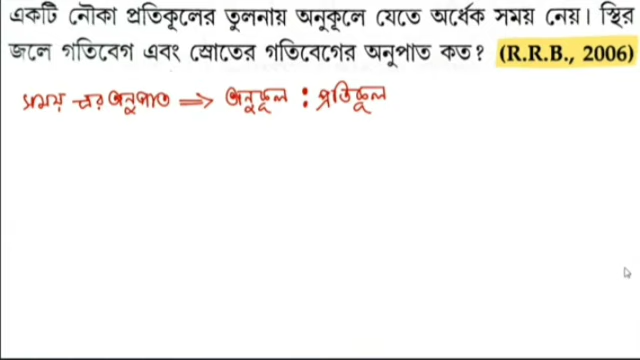 একটি নৌকা প্রতিকূলের তুলনায় অনুকূলে যেতে অর্ধেক সময় নেয়। স্থির
জলে গতিবেগ এবং স্রোতের গতিবেগের অনুপাত কত? (R.R.B., 2006)
সময় এর অনুপাত ⇒ অনুকূল : প্রতিকূল